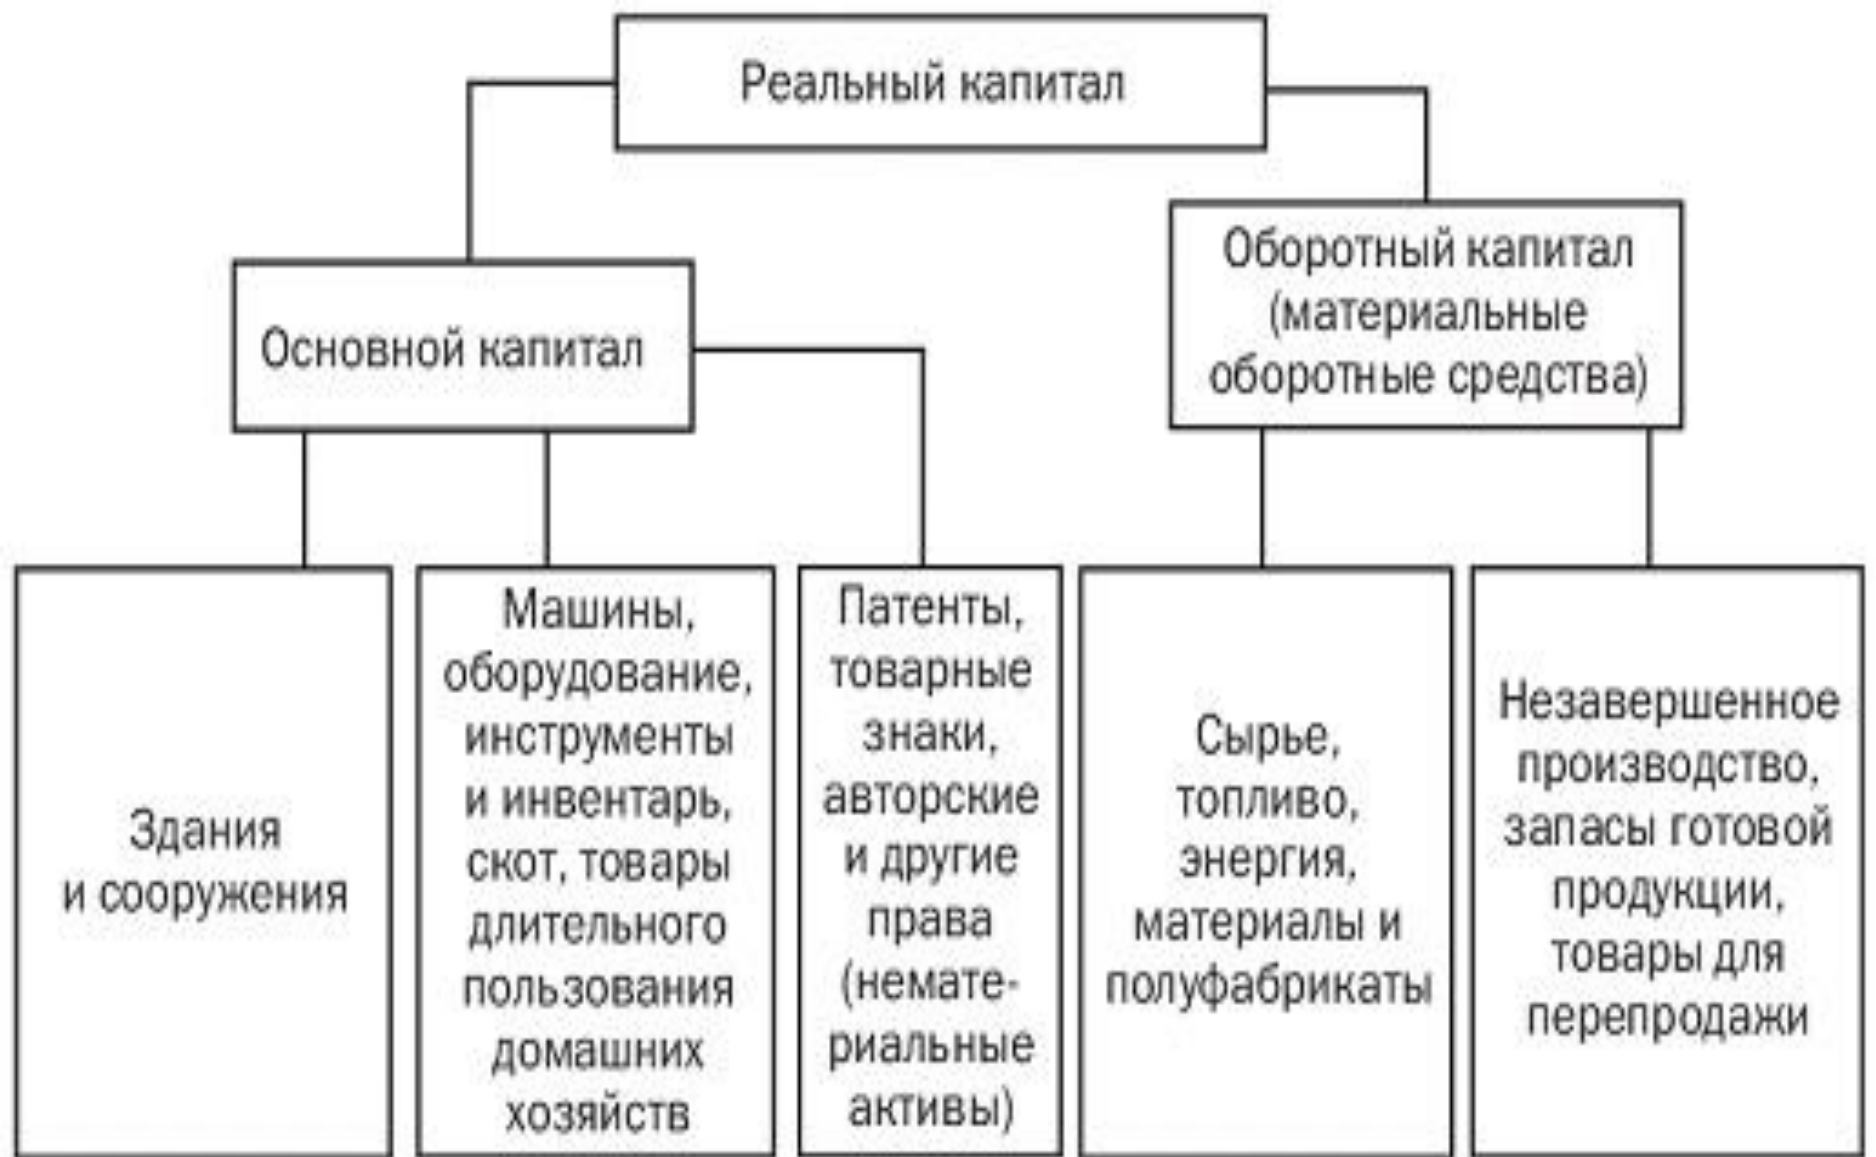 Реальный капитал
Основной капитал
Оборотный капитал
(материальные
оборотные средства)
Здания
и сооружения
Машины,
оборудование,
инструменты
и инвентарь,
скот, товары
длительного
пользования
домашних
хозяйств
Патенты,
товарные
знаки,
авторские
и другие
права
(немате-
риальные
активы)
Сырье,
топливо,
энергия,
материалы и
полуфабрикаты
Незавершенное
производство,
запасы готовой
продукции,
товары для
перепродажи